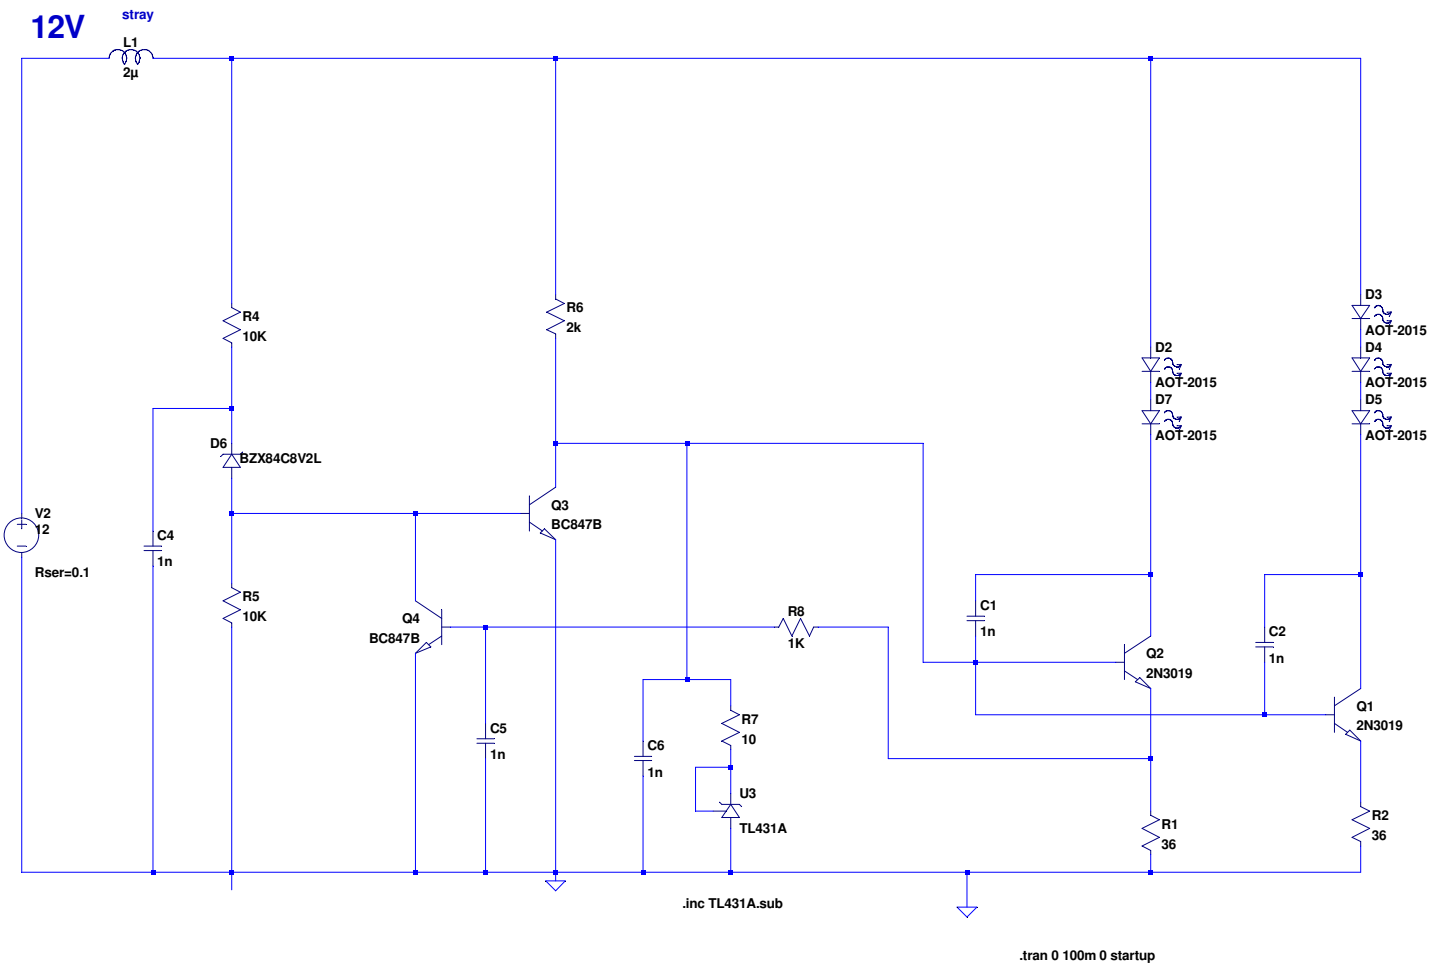 12V
stray
L1
2µ
R4
10K
R6
2k
D3
AOT-2015
D2
AOT-2015
D4
AOT-2015
D7
AOT-2015
D5
AOT-2015
D6
BZX84C8V2L
Q3
BC847B
V2
12
Rser=0.1
C4
1n
R5
10K
Q4
BC847B
R8
1K
C1
1n
C2
1n
Q2
2N3019
Q1
2N3019
C5
1n
C6
1n
R7
10
U3
TL431A
R1
36
R2
36
.inc TL431A.sub
.tran 0 100m 0 startup